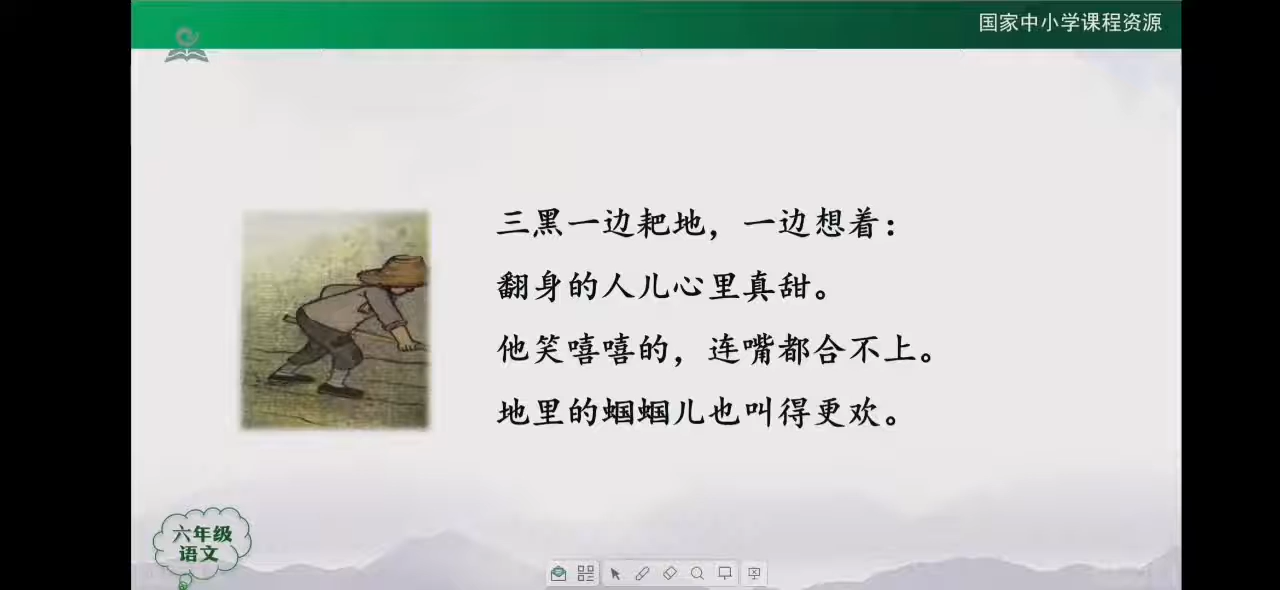 国家中小学课程资源
三黑一边耙地，一边想着：
翻身的人儿心里真甜。
他笑嘻嘻的，连嘴都合不上。
地里的蝈蝈儿也叫得更欢。
六年级
语文